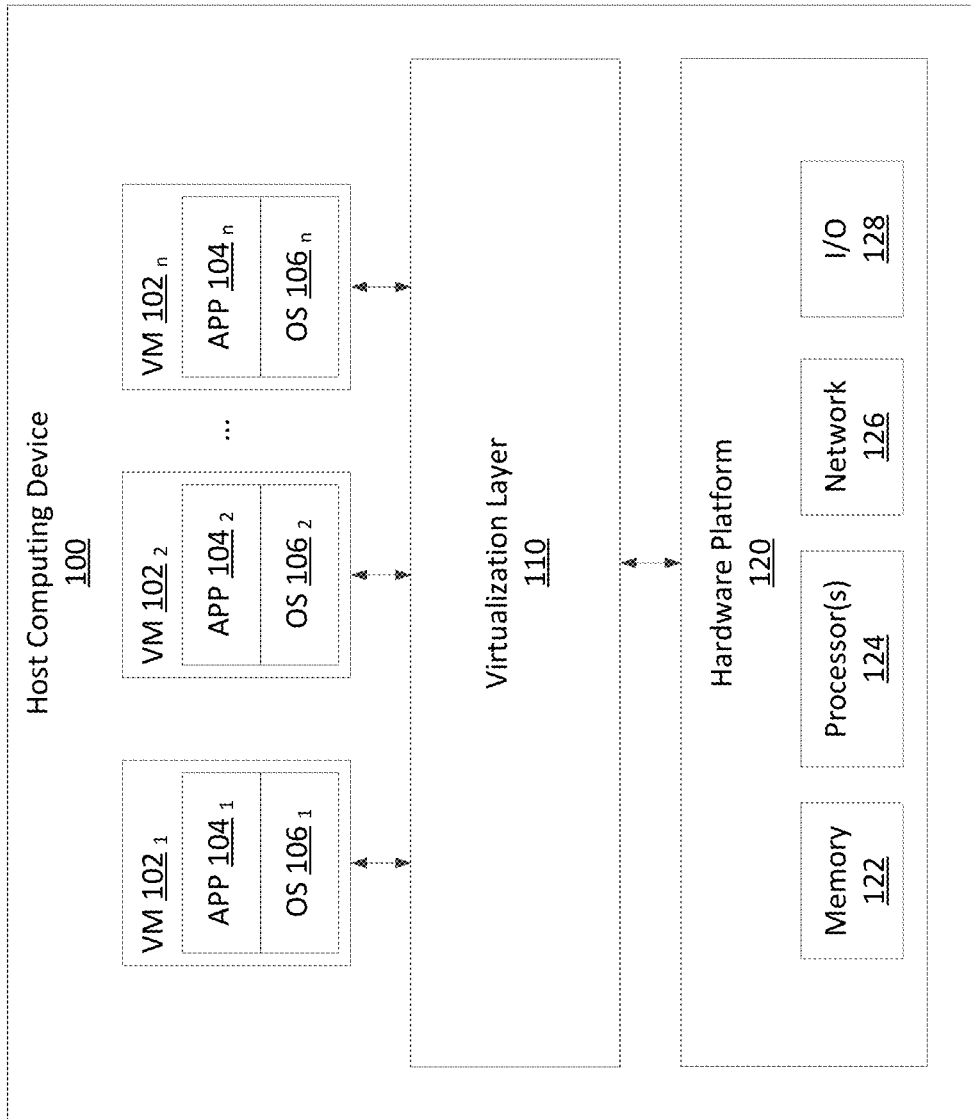 Host Computing Device
100
VM 102 1
APP 104 1
OS 106 1
VM 102 2
APP 104 2
OS 106 2
...
VM 102 n
APP 104 n
OS 106 n
Virtualization Layer
110
Hardware Platform
120
Memory
122
Processor(s)
124
Network
126
I/O
128